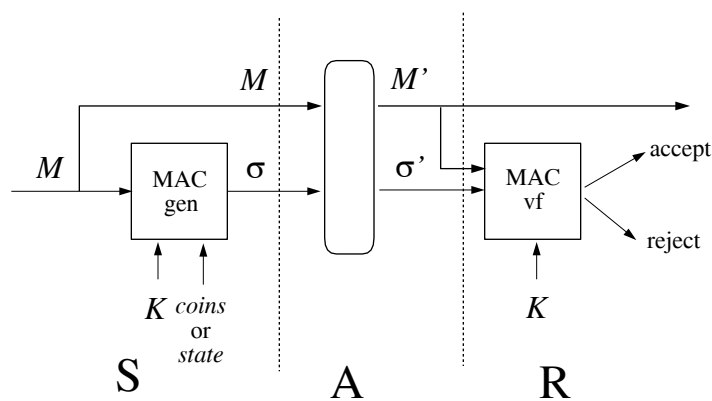 M M'
M MAC gen σ σ' MAC vf accept
reject
K coins K
or
state
S A R
M